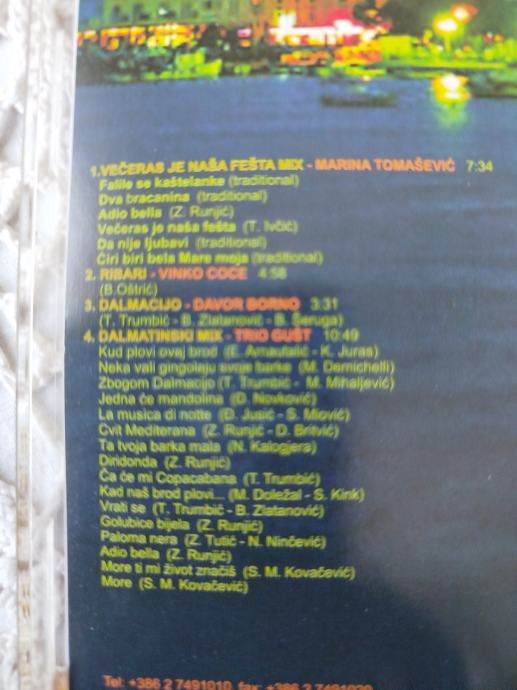 1.VEČERAS JE NAŠA FEŠTA MIX - MARINA TOMAŠEVIĆ 7:34
Falile se kaštelanke (traditional)
Dva bracanina (traditional)
Adio bella (Z. Runjić)
Večeras je naša fešta (T. Ivčić)
Da nije ljubavi (traditional)
Ćiri biri bela Mare moja (traditional)
2. RIBARI - VINKO COCE 4:58
(B.Oštrić)
3. DALMACIJO - DAVOR BORNO 3:31
(T. Trumbić - B. Zlatanović - B. Šeruga)
4. DALMATINSKI MIX - TRIO GUŠT 10:49
Kud plovi ovaj brod (E. Arnautalić - K. Juras)
Neka vali gingolaju svoje barke (M. Demichelli)
Zbogom Dalmacijo (T. Trumbić - M. Mihaljević)
Jedna će mandolina (D. Novković)
La musica di notte (D. Jusić - S. Miović)
Cvit Mediterana (Z. Runjić - D. Britvić)
Ta tvoja barka mala (N. Kalogjera)
Diridonda (Z. Runjić)
Ča će mi Copacabana (T. Trumbić)
Kad naš brod plovi... (M. Doležal - S. Kink)
Vrati se (T. Trumbić - B. Zlatanović)
Golubice bijela (Z. Runjić)
Paloma nera (Z. Tutić - N. Ninčević)
Adio bella (Z. Runjić)
More ti mi život značiš (S. M. Kovačević)
More (S. M. Kovačević)
Tel: +386 2 7491010, fax: +386 2 7491020